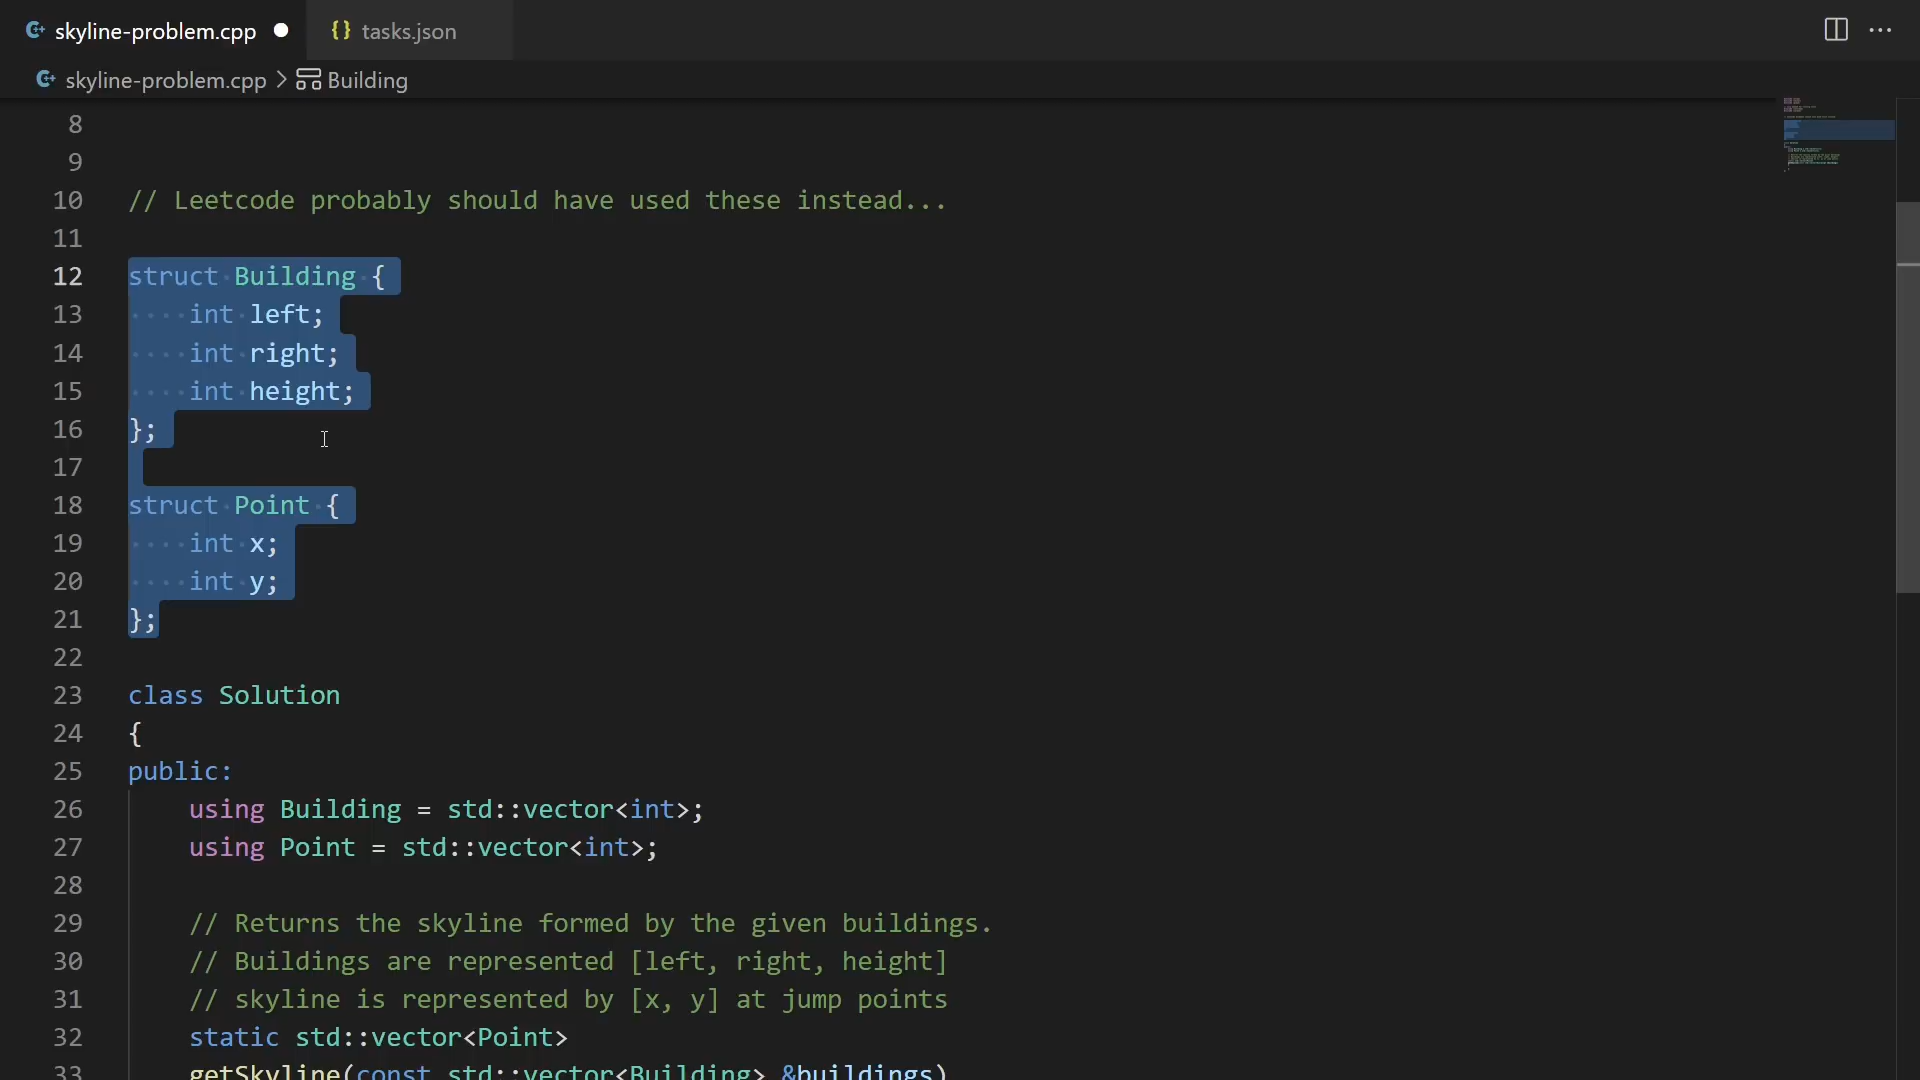 skyline-problem.cpp
{} tasks.json
skyline-problem.cpp > Building
8
9
10 // Leetcode probably should have used these instead...
11
12 struct Building {
13     int left;
14     int right;
15     int height;
16 };
17
18 struct Point {
19     int x;
20     int y;
21 };
22
23 class Solution
24 {
25 public:
26     using Building = std::vector<int>;
27     using Point = std::vector<int>;
28
29     // Returns the skyline formed by the given buildings.
30     // Buildings are represented [left, right, height]
31     // skyline is represented by [x, y] at jump points
32     static std::vector<Point>
33     getSkyline(const std::vector<Building> &buildings)